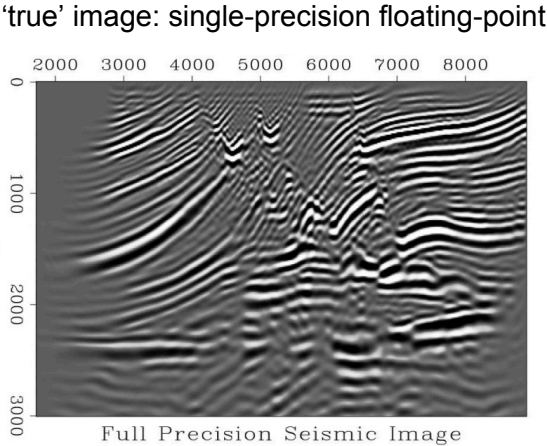 ‘true’ image: single-precision floating-point
2000 3000 4000 5000 6000 7000 8000
0
1000
2000
3000
Full Precision Seismic Image